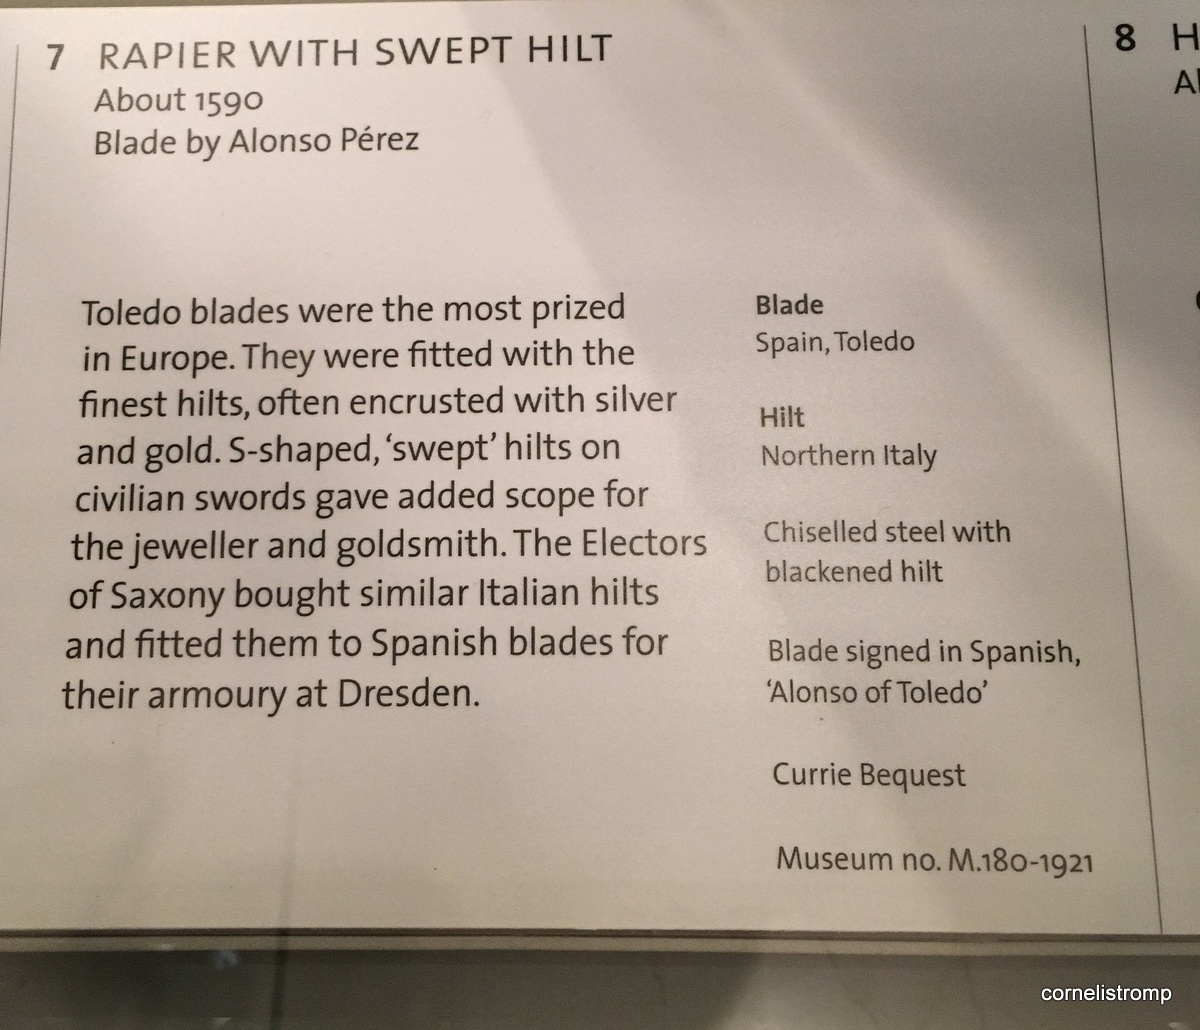 7 RAPIER WITH SWEPT HILT
About 1590
Blade by Alonso Pérez
Toledo blades were the most prized
in Europe. They were fitted with the
finest hilts, often encrusted with silver
and gold. S-shaped, ‘swept’ hilts on
civilian swords gave added scope for
the jeweller and goldsmith. The Electors
of Saxony bought similar Italian hilts
and fitted them to Spanish blades for
their armoury at Dresden.
Blade
Spain, Toledo
Hilt
Northern Italy
Chiselled steel with
blackened hilt
Blade signed in Spanish,
‘Alonso of Toledo’
Currie Bequest
Museum no. M.180-1921
8
cornelistromp